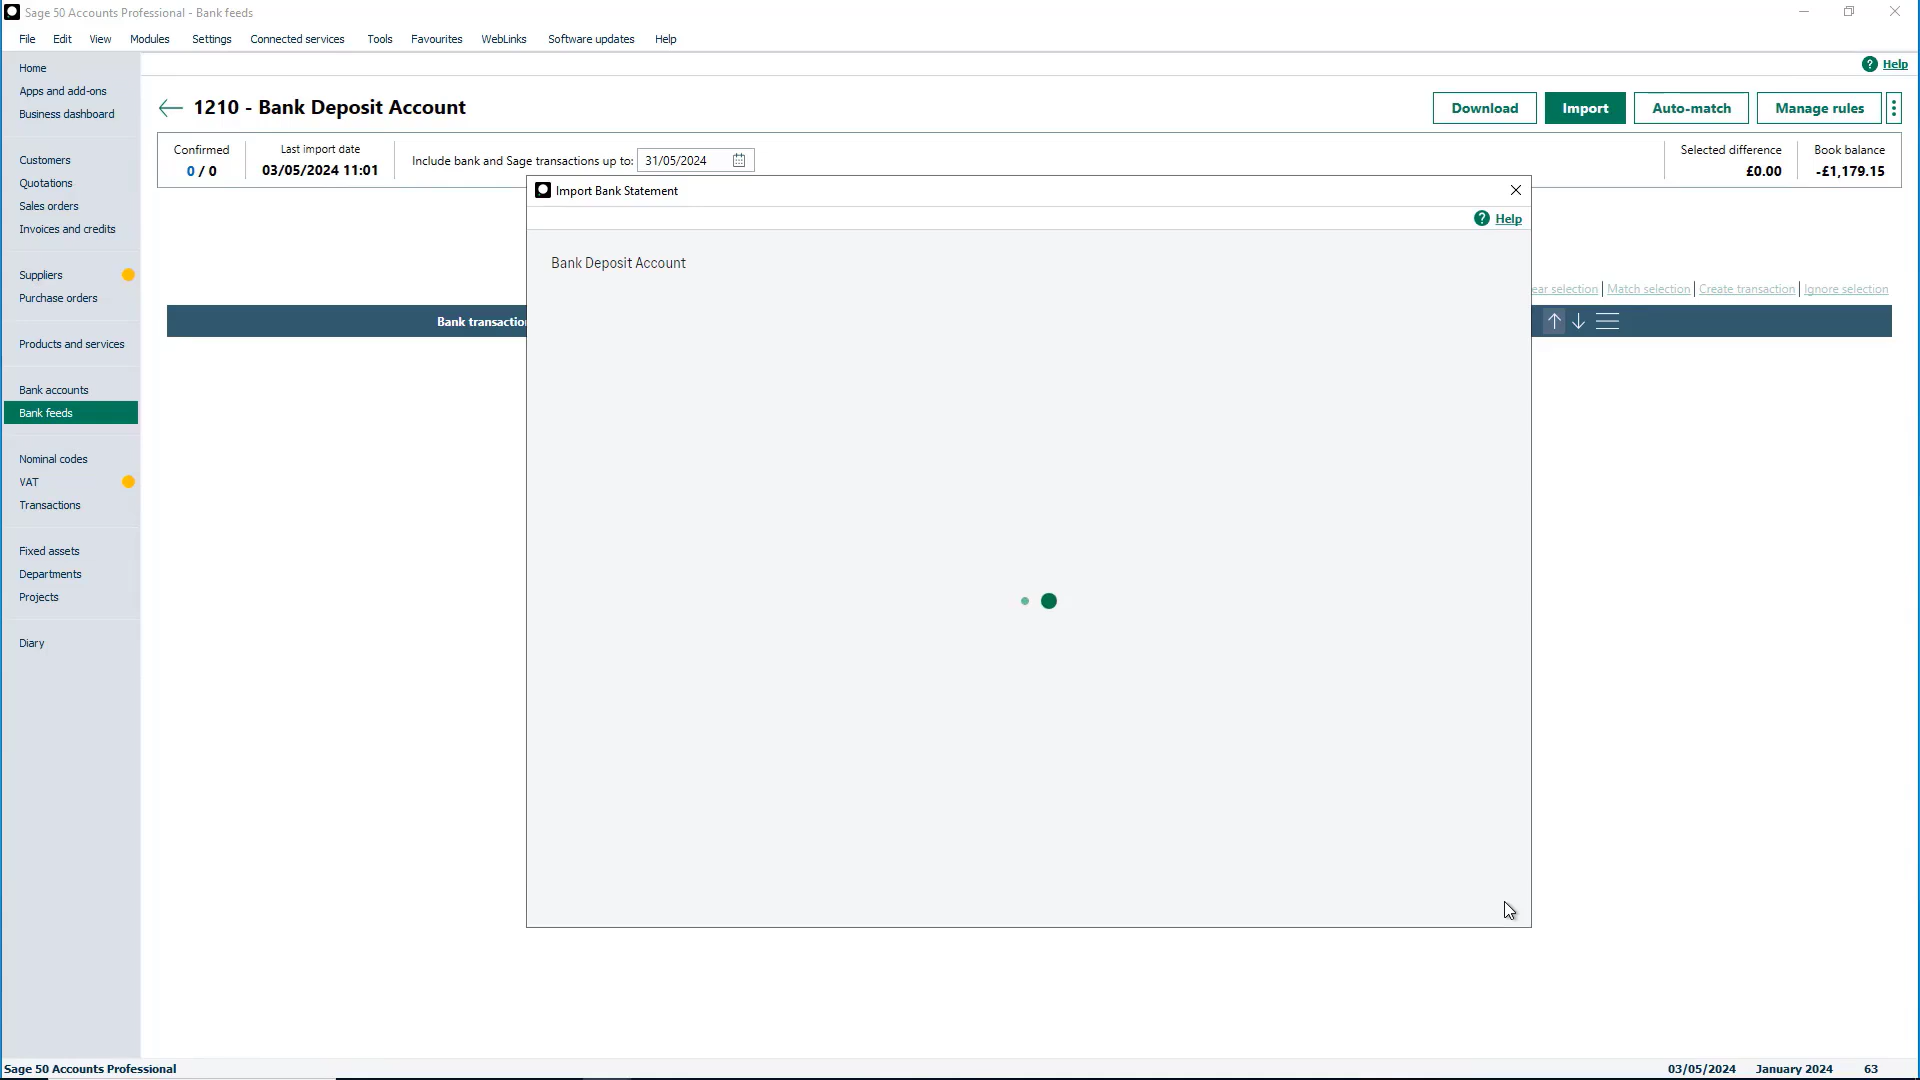 Sage 50 Accounts Professional - Bank feeds
File Edit View Modules Settings Connected services Tools Favourites WebLinks Software updates Help
Help
Home
Apps and add-ons
Business dashboard
Customers
Quotations
Sales orders
Invoices and credits
Suppliers
Purchase orders
Products and services
Bank accounts
Bank feeds
Nominal codes
VAT
Transactions
Fixed assets
Departments
Projects
Diary
1210 - Bank Deposit Account
Download Import Auto-match Manage rules
Confirmed
0 / 0
Last import date
03/05/2024 11:01
Include bank and Sage transactions up to: 31/05/2024
Selected difference
£0.00
Book balance
-£1,179.15
Import Bank Statement
Help
Bank Deposit Account
ear selection Match selection Create transaction Ignore selection
Bank transaction
Sage 50 Accounts Professional
03/05/2024 January 2024 63